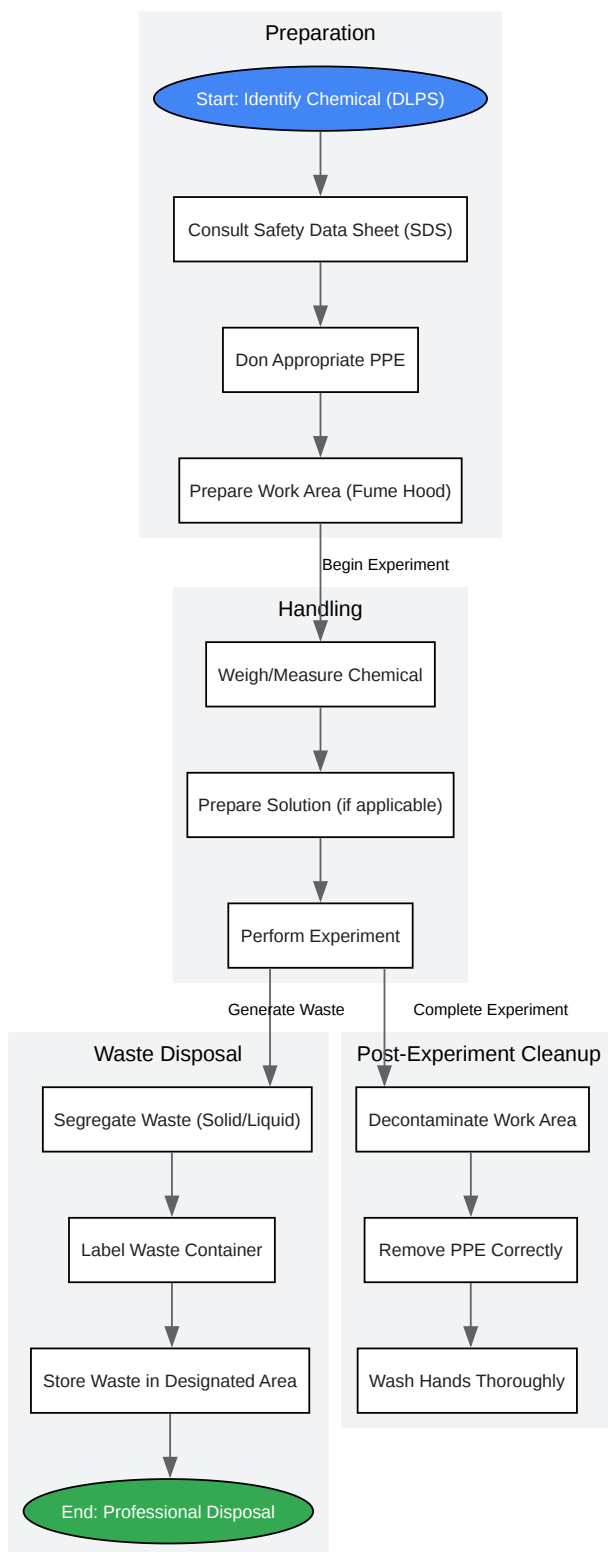 Preparation
Start: Identify Chemical (DLPS)
Consult Safety Data Sheet (SDS)
Don Appropriate PPE
Prepare Work Area (Fume Hood)
Begin Experiment
Handling
Weigh/Measure Chemical
Prepare Solution (if applicable)
Perform Experiment
Generate Waste
Complete Experiment
Waste Disposal
Segregate Waste (Solid/Liquid)
Label Waste Container
Store Waste in Designated Area
End: Professional Disposal
Post-Experiment Cleanup
Decontaminate Work Area
Remove PPE Correctly
Wash Hands Thoroughly